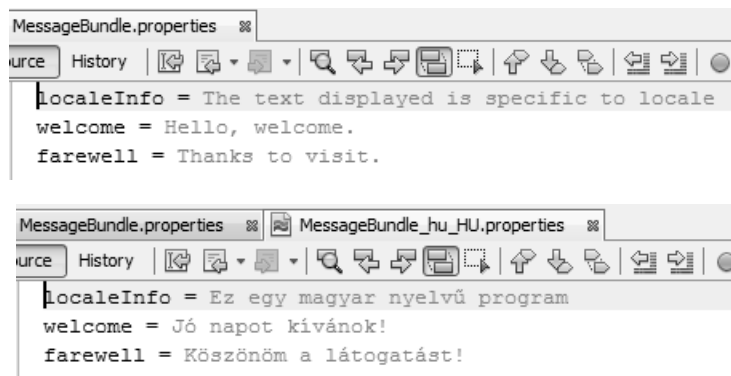 MessageBundle.properties
urce History
localeInfo = The text displayed is specific to locale
welcome = Hello, welcome.
farewell = Thanks to visit.
MessageBundle.properties MessageBundle_hu_HU.properties
ource History
localeInfo = Ez egy magyar nyelvű program
welcome = Jó napot kívánok!
farewell = Köszönöm a látogatást!